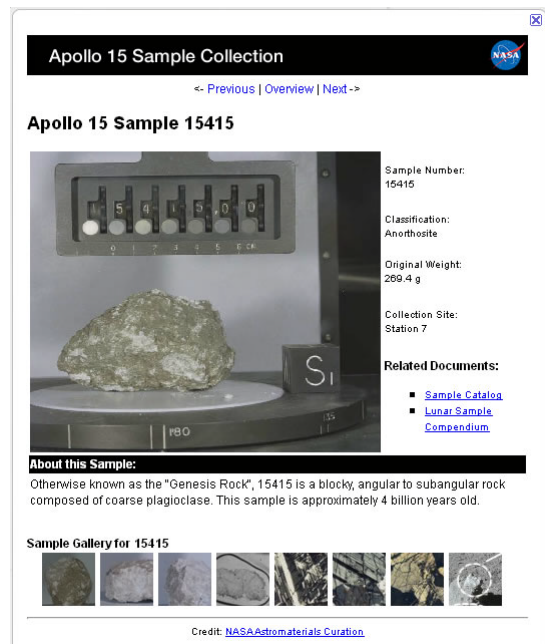 Apollo 15 Sample Collection
NASA
<- Previous | Overview | Next ->
Apollo 15 Sample 15415
Sample Number:
15415
Classification:
Anorthosite
Original Weight:
269.4 g
Collection Site:
Station 7
Related Documents:
Sample Catalog
Lunar Sample
Compendium
S1
180
About this Sample:
Otherwise known as the "Genesis Rock", 15415 is a blocky, angular to subangular rock
composed of coarse plagioclase. This sample is approximately 4 billion years old.
Sample Gallery for 15415
Credit: NASA Astromaterials Curation